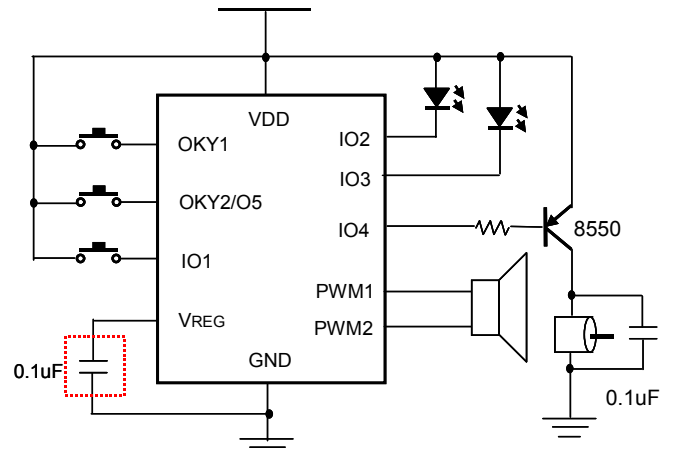 VDD
OKY1
IO2
IO3
OKY2/O5
IO4
8550
IO1
PWM1
VREG
PWM2
GND
0.1uF
0.1uF